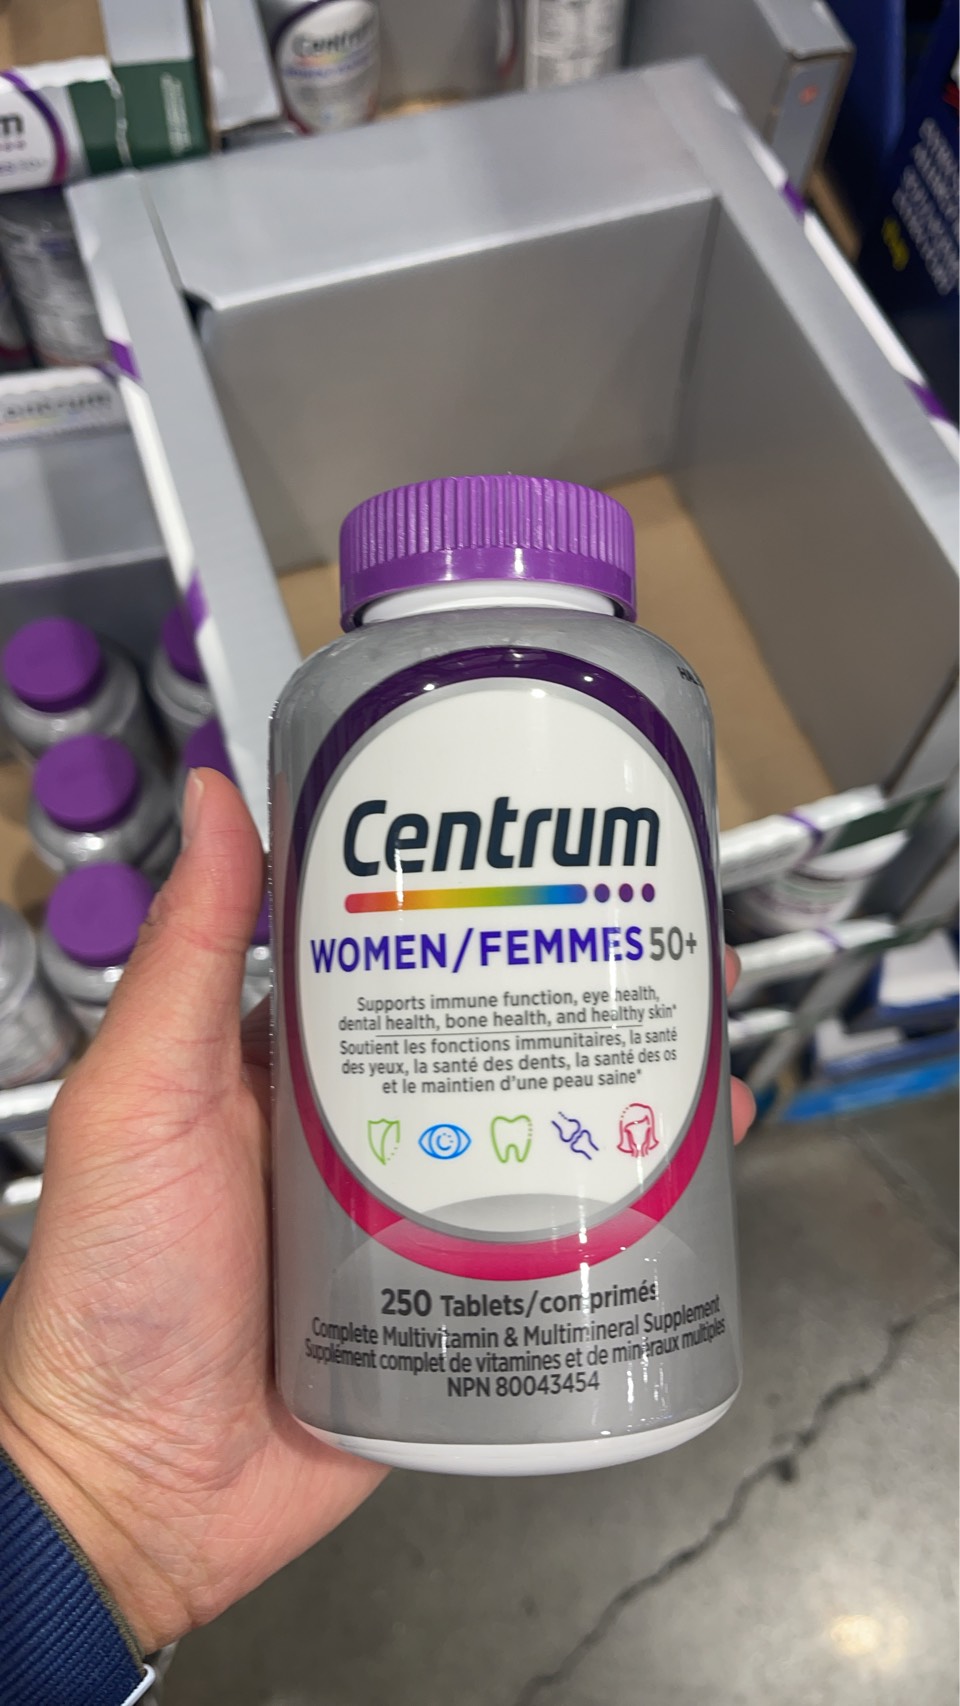 Centrum
WOMEN/FEMMES 50+
Supports immune function, eye health,
dental health, bone health, and healthy skin*
Soutient les fonctions immunitaires, la santé
des yeux, la santé des dents, la santé des os
et le maintien d'une peau saine*
250 Tablets/comprimés
Complete Multivitamin & Multimineral Supplement
Supplément complet de vitamines et de minéraux multiples
NPN 80043454
Centrum
Centrum